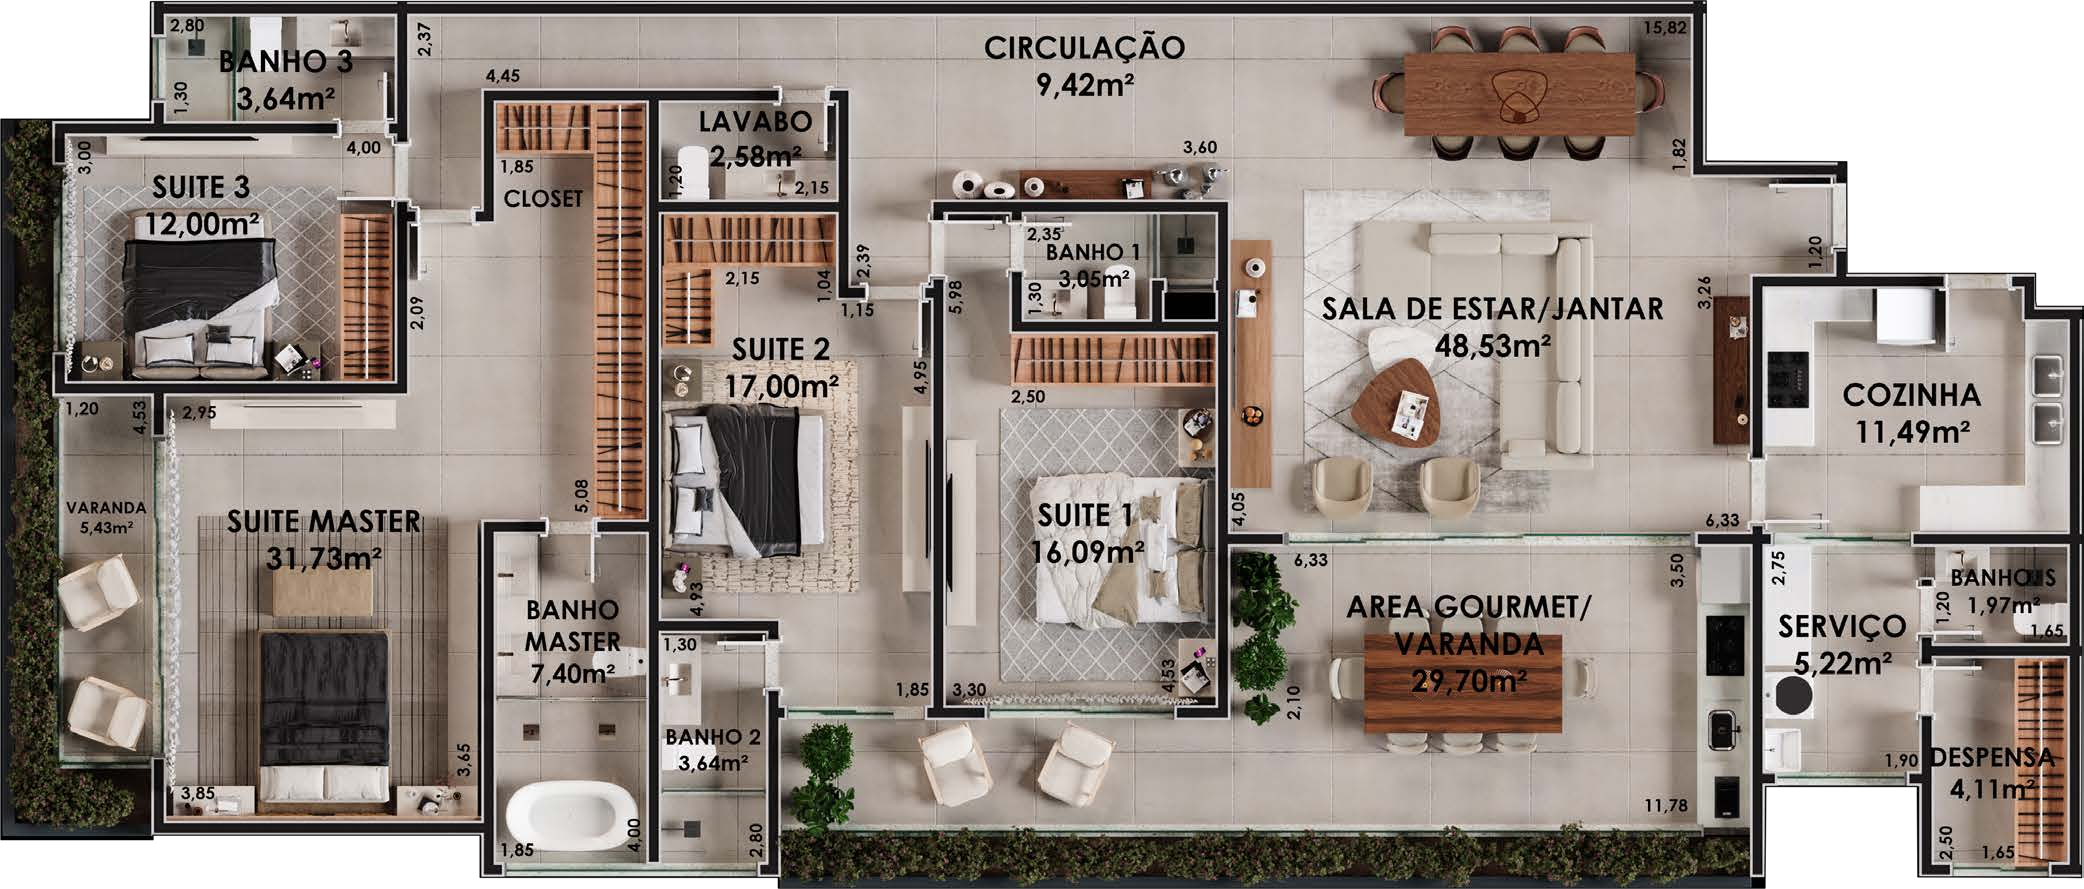 2,80
BANHO 3
3,64m²
1,30
2,37
4,45
CIRCULAÇÃO
9,42m²
15,82
1,82
3,00
4,00
SUITE 3
12,00m²
1,85
CLOSET
LAVABO
2,58m²
1,20
2,15
3,60
2,09
2,15
1,04
2,39
1,15
5,98
2,35
BANHO 1
3,05m²
1,30
SALA DE ESTAR/JANTAR
48,53m²
3,26
1,20
SUITE 2
17,00m²
4,95
2,50
COZINHA
11,49m²
1,20
4,53
2,95
VARANDA
5,43m²
SUITE MASTER
31,73m²
5,08
SUITE 1
16,09m²
4,05
6,33
6,33
3,50
2,75
BANHO S
1,97m²
1,20
1,65
BANHO
MASTER
7,40m²
4,93
1,30
1,85
3,30
4,53
2,10
AREA GOURMET/
VARANDA
29,70m²
SERVIÇO
5,22m²
BANHO 2
3,64m²
3,65
3,85
1,85
4,00
2,80
11,78
1,90
DESPENSA
4,11m²
2,50
1,65